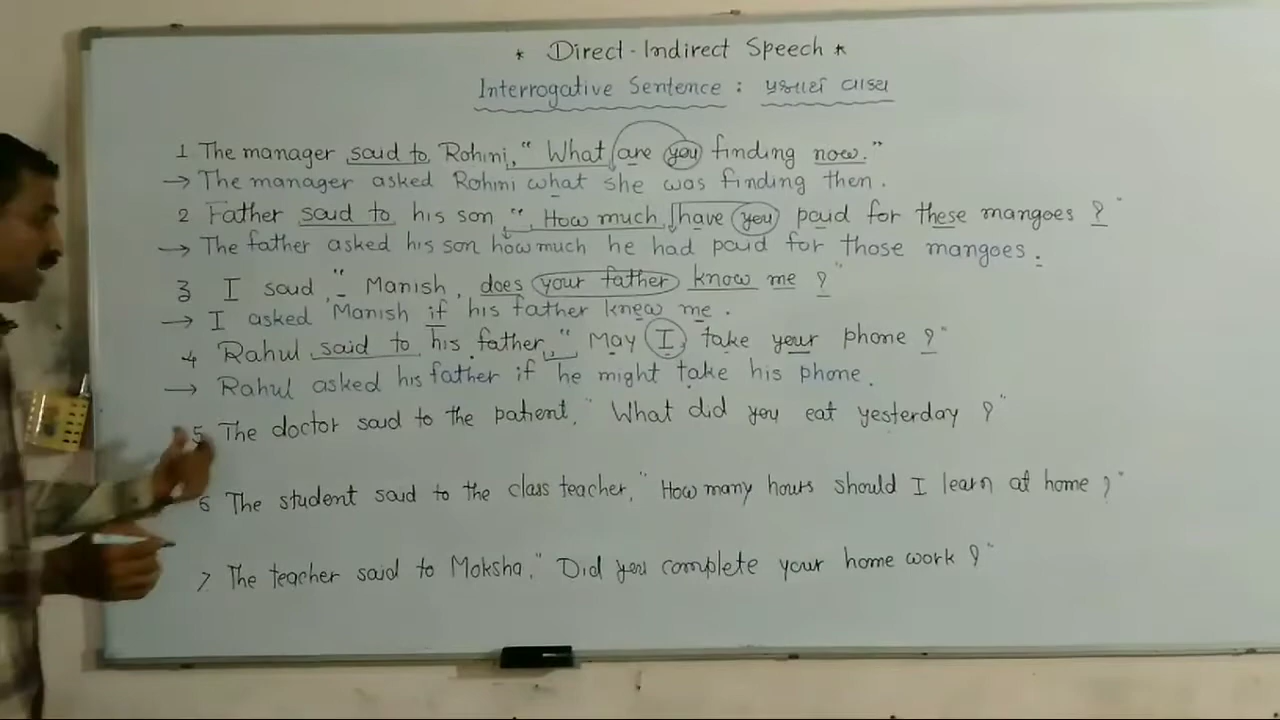 * Direct - Indirect Speech *
Interrogative Sentence : પ્રશ્નાર્થ વાક્ય
1 The manager said to Rohini, " What are you finding now."
→ The manager asked Rohini what she was finding then.
2 Father said to his son ", How much have you paid for these mangoes ? "
→ The father asked his son how much he had paid for those mangoes.
3 I said, " Manish, does your father know me ? "
→ I asked Manish if his father knew me.
4 Rahul said to his father, " May I take your phone ? "
→ Rahul asked his father if he might take his phone.
5 The doctor said to the patient, " What did you eat yesterday ? "
6 The student said to the class teacher, " How many hours should I learn at home ? "
7 The teacher said to Moksha, " Did you complete your home work ? "